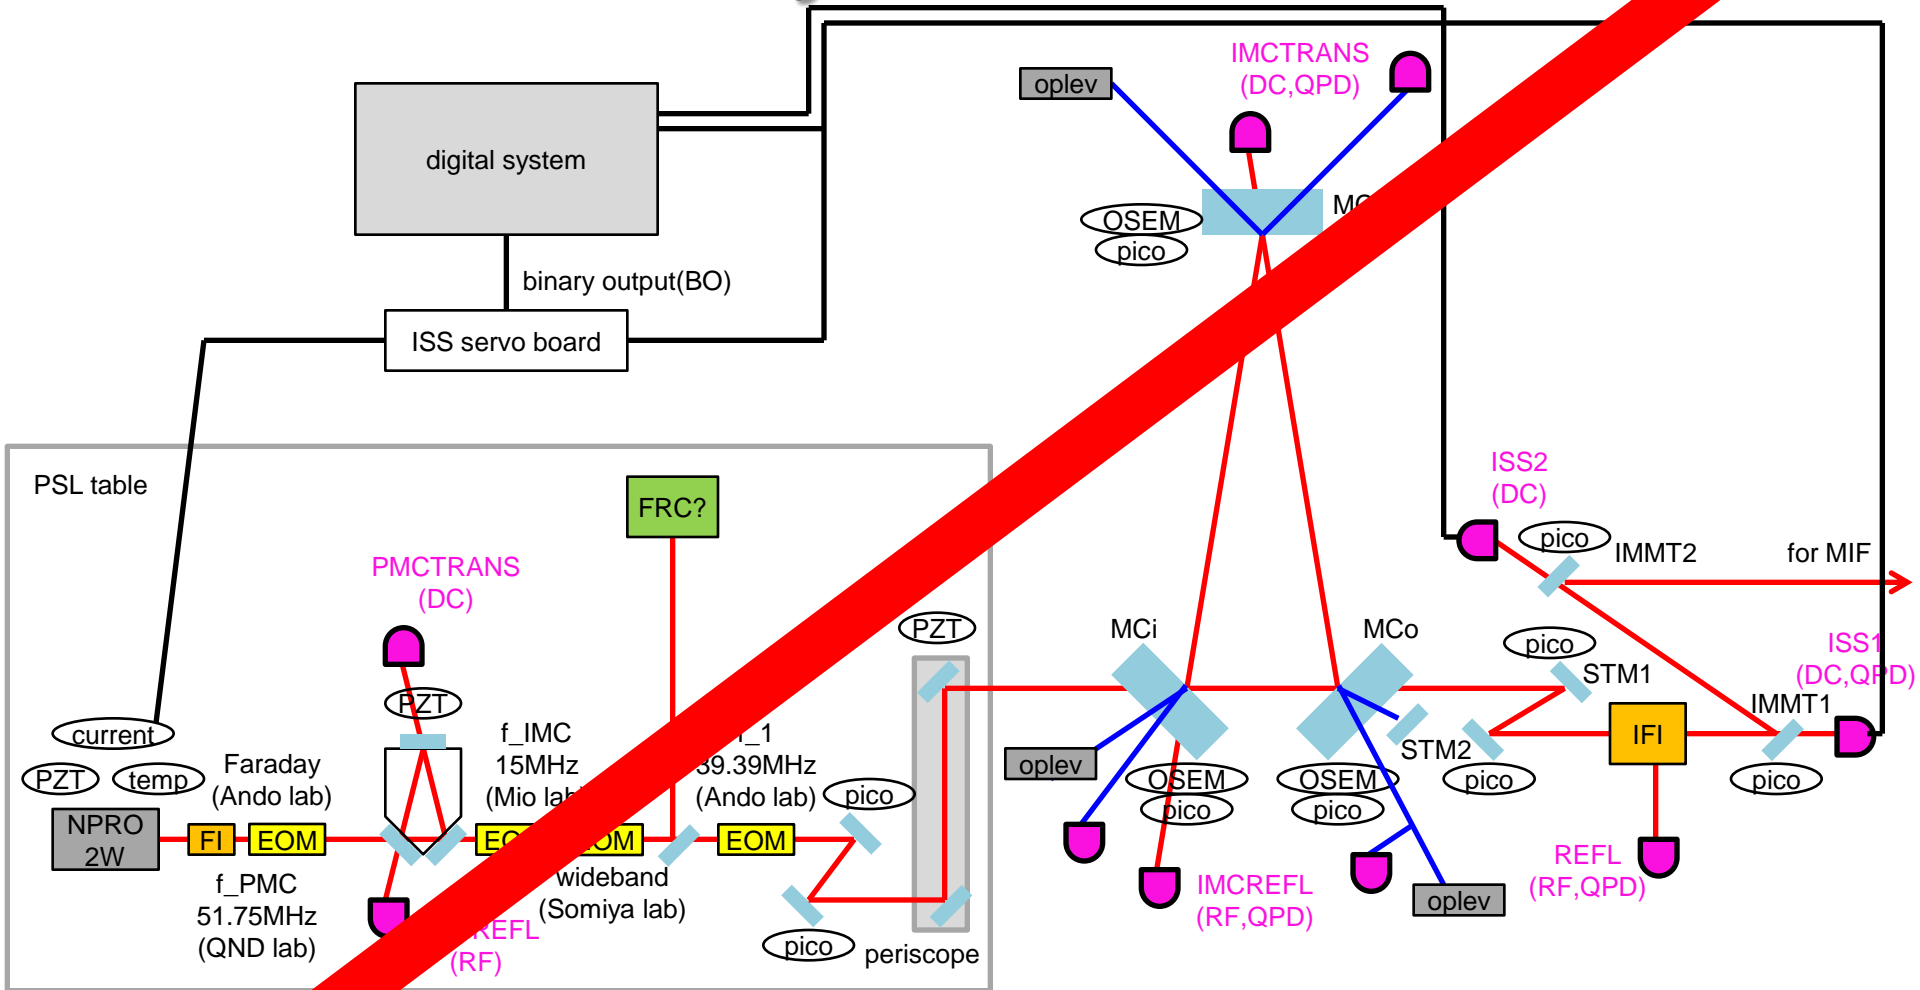 IMCTRANS
(DC,QPD)
oplev
digital system
OSEM
pico
binary output(BO)
ISS servo board
PSL table
FRC?
ISS2
(DC)
pico
IMMT2
for MIF
PMCTRANS
(DC)
PZT
MCi
MCo
pico
STM1
ISS1
(DC,QPD)
IMMT1
PZT
current
PZT
temp
Faraday
(Ando lab)
f_IMC
15MHz
(Mio lab)
39.39MHz
(Ando lab)
pico
oplev
OSEM
pico
OSEM
pico
STM2
pico
IFI
pico
NPRO
2W
FI
EOM
EOM
f_PMC
51.75MHz
(QND lab)
wideband
(Somiya lab)
(RF)
pico
periscope
IMCREFL
(RF,QPD)
oplev
REFL
(RF,QPD)